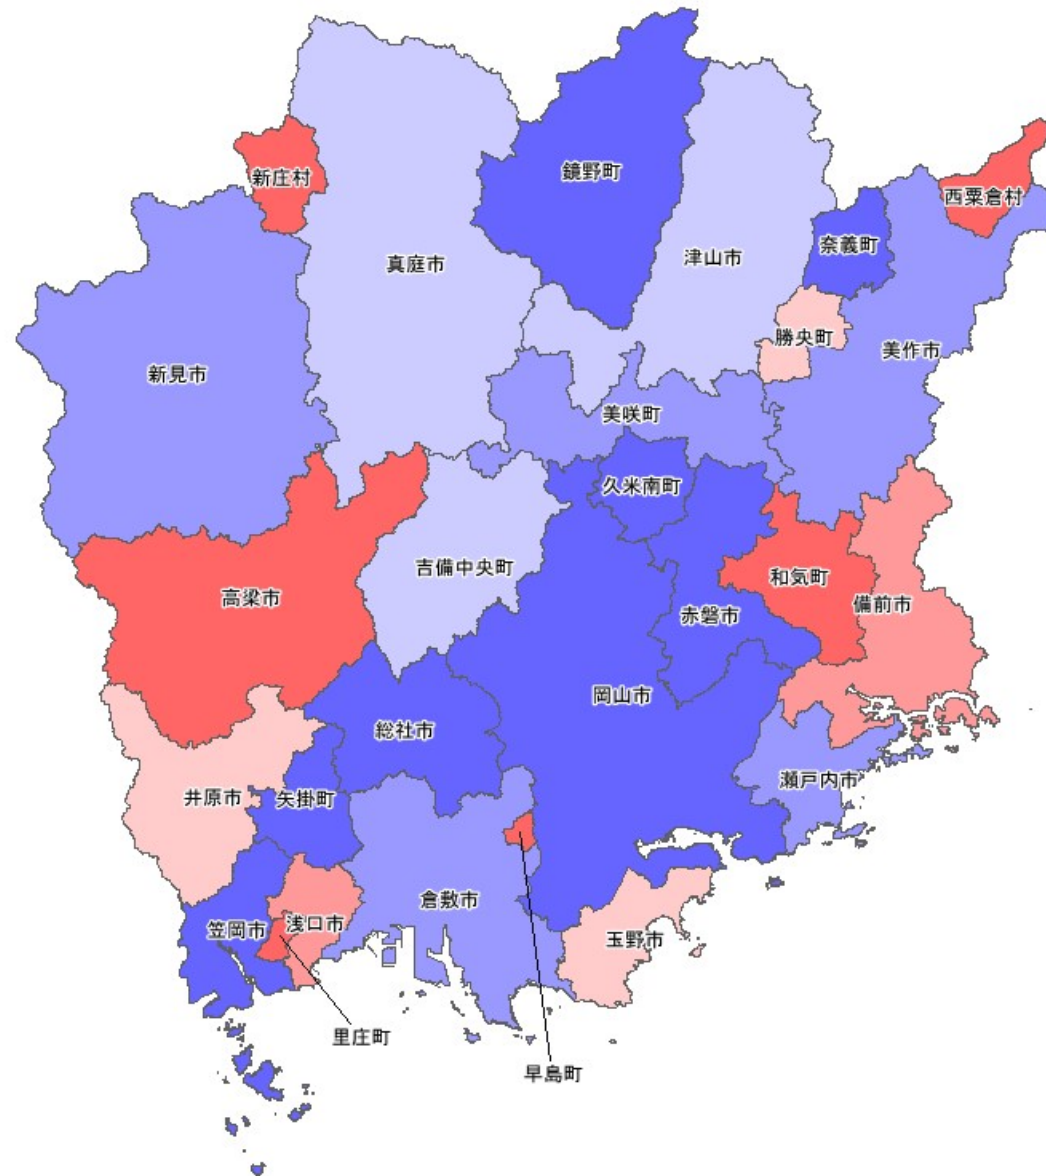 鏡野町
新庄村
西粟倉村
奈義町
津山市
真庭市
勝央町
美作市
新見市
美咲町
久米南町
吉備中央町
和気町
高梁市
備前市
赤磐市
岡山市
総社市
瀬戸内市
井原市
矢掛町
倉敷市
浅口市
笠岡市
玉野市
里庄町
早島町